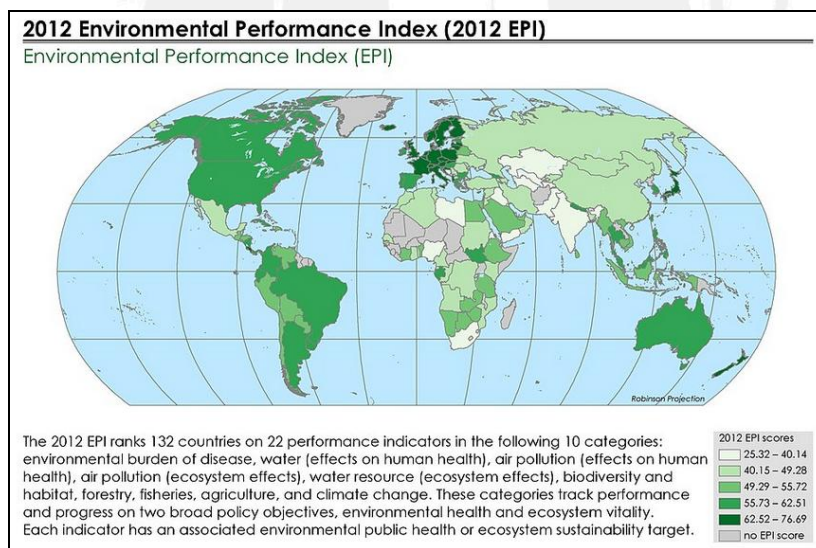 2012 Environmental Performance Index (2012 EPI)
Environmental Performance Index (EPI)
Robinson Projection
The 2012 EPI ranks 132 countries on 22 performance indicators in the following 10 categories:
environmental burden of disease, water (effects on human health), air pollution (effects on human
health), air pollution (ecosystem effects), water resource (ecosystem effects), biodiversity and
habitat, forestry, fisheries, agriculture, and climate change. These categories track performance
and progress on two broad policy objectives, environmental health and ecosystem vitality.
Each indicator has an associated environmental public health or ecosystem sustainability target.
2012 EPI scores
25.32 – 40.14
40.15 – 49.28
49.29 – 55.72
55.73 – 62.51
62.52 – 76.69
no EPI score